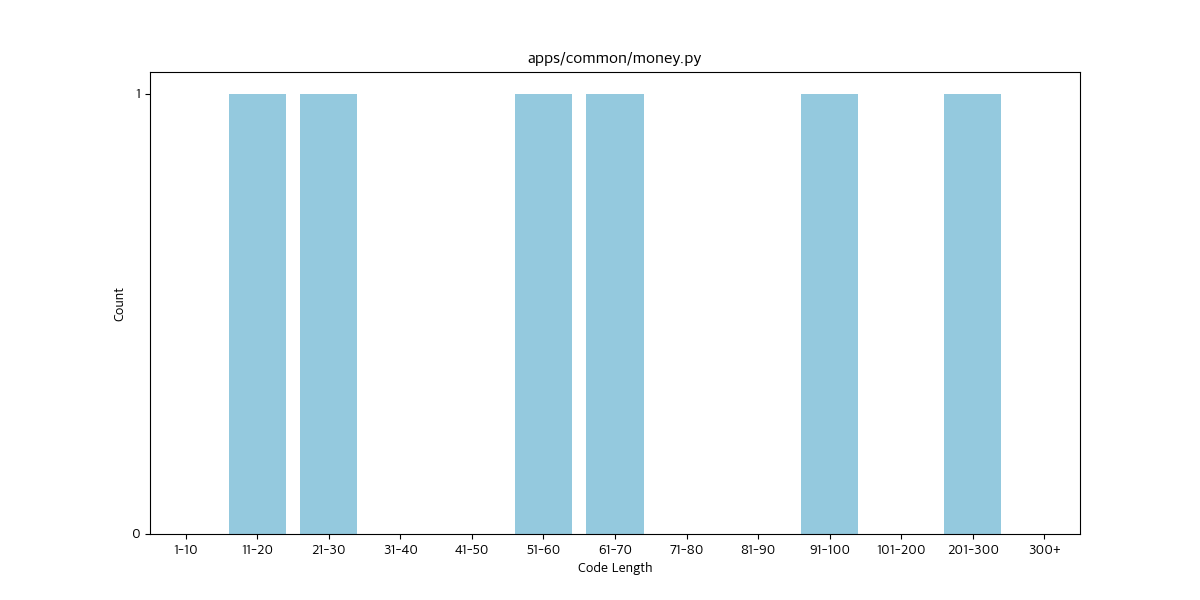 apps/common/money.py
1
Count
0
1-10 11-20 21-30 31-40 41-50 51-60 61-70 71-80 81-90 91-100 101-200 201-300 300+
Code Length